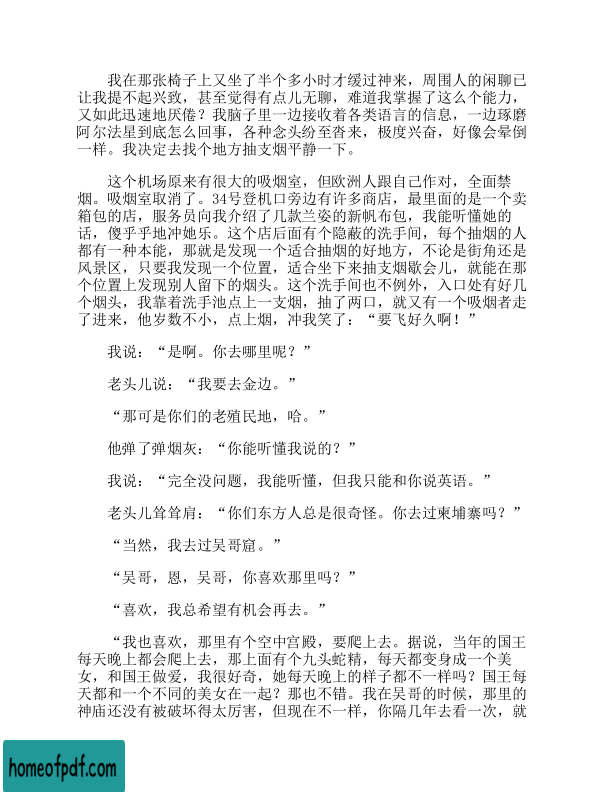 我在那张椅子上又坐了半个多小时才缓过神来，周围人的闲聊已
让我提不起兴致，甚至觉得有点儿无聊，难道我掌握了这么个能力，
又如此迅速地厌倦？我脑子里一边接收着各类语言的信息，一边琢磨
阿尔法星到底怎么回事，各种念头纷至沓来，极度兴奋，好像会晕倒
一样。我决定去找个地方抽支烟平静一下。
这个机场原来有很大的吸烟室，但欧洲人跟自己作对，全面禁
烟。吸烟室取消了。34号登机口旁边有许多商店，最里面的是一个卖
箱包的店，服务员向我介绍了几款兰姿的新帆布包，我能听懂她的
话，傻乎乎地冲她乐。这个店后面有个隐蔽的洗手间，每个抽烟的人
都有一种本能，那就是发现一个适合抽烟的好地方，不论是街角还是
风景区，只要我发现一个位置，适合坐下来抽支烟歇会儿，就能在那
个位置上发现别人留下的烟头。这个洗手间也不例外，入口处有好几
个烟头，我靠着洗手池点上一支烟，抽了两口，就又有一个吸烟者走
了进来，他岁数不小，点上烟，冲我笑了：“要飞好久啊！”
我说：“是啊。你去哪里呢？”
老头儿说：“我要去金边。”
“那可是你们的老殖民地，哈。”
他弹了弹烟灰：“你能听懂我说的？”
我说：“完全没问题，我能听懂，但我只能和你说英语。”
老头儿耸耸肩：“你们东方人总是很奇怪。你去过柬埔寨吗？”
“当然，我去过吴哥窟。”
“吴哥，恩，吴哥，你喜欢那里吗？”
“喜欢，我总希望有机会再去。”
“我也喜欢，那里有个空中宫殿，要爬上去。据说，当年的国王
每天晚上都会爬上去，那上面有个九头蛇精，每天都变身成一个美
女，和国王做爱，我很好奇，她每天晚上的样子都不一样吗？国王每
天都和一个不同的美女在一起？那也不错。我在吴哥的时候，那里的
神庙还没有被破坏得太厉害，但现在不一样，你隔几年去看一次，就
homeofpdf.com